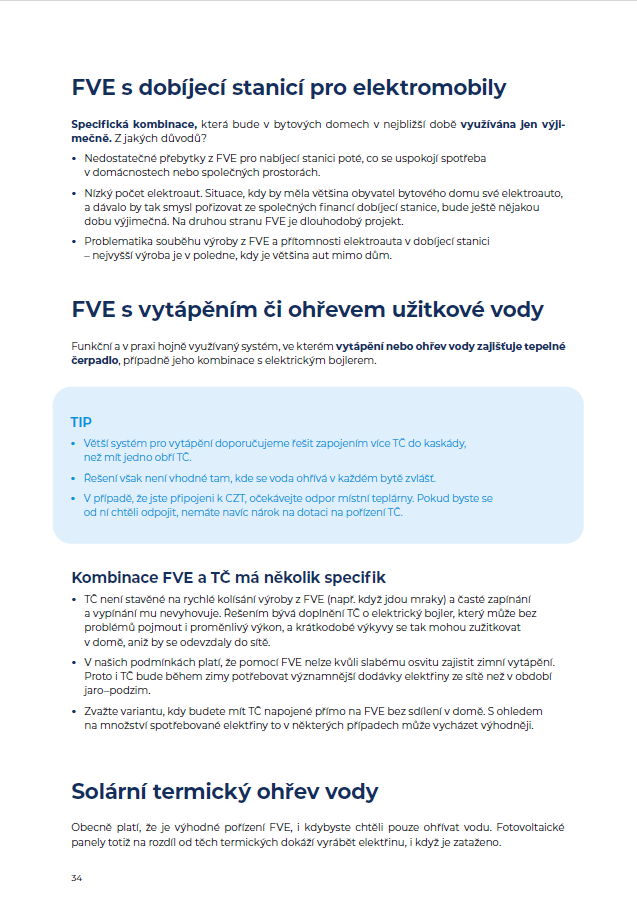 FVE s dobíjecí stanicí pro elektromobily
Specifická kombinace, která bude v bytových domech v nejbližší době využívána jen výji-
mečně. Z jakých důvodů?
• Nedostatečné přebytky z FVE pro nabíjecí stanici poté, co se uspokojí spotřeba
v domácnostech nebo společných prostorách.
• Nízký počet elektroaut. Situace, kdy by měla většina obyvatel bytového domu své elektroauto,
a dávalo by tak smysl pořizovat ze společných financí dobíjecí stanice, bude ještě nějakou
dobu výjimečná. Na druhou stranu FVE je dlouhodobý projekt.
• Problematika souběhu výroby z FVE a přítomnosti elektroauta v dobíjecí stanici
– nejvyšší výroba je v poledne, kdy je většina aut mimo dům.
FVE s vytápěním či ohřevem užitkové vody
Funkční a v praxi hojně využívaný systém, ve kterém vytápění nebo ohřev vody zajišťuje tepelné
čerpadlo, případně jeho kombinace s elektrickým bojlerem.
TIP
• Větší systém pro vytápění doporučujeme řešit zapojením více TČ do kaskády,
než mít jedno obří TČ.
• Řešení však není vhodné tam, kde se voda ohřívá v každém bytě zvlášť.
• V případě, že jste připojeni k CZT, očekávejte odpor místní teplárny. Pokud byste se
od ní chtěli odpojit, nemáte navíc nárok na dotaci na pořízení TČ.
Kombinace FVE a TČ má několik specifik
• TČ není stavěné na rychlé kolísání výroby z FVE (např. když jdou mraky) a časté zapínání
a vypínání mu nevyhovuje. Řešením bývá doplnění TČ o elektrický bojler, který může bez
problémů pojmout i proměnlivý výkon, a krátkodobé výkyvy se tak mohou zužitkovat
v domě, aniž by se odevzdaly do sítě.
• V našich podmínkách platí, že pomocí FVE nelze kvůli slabému osvitu zajistit zimní vytápění.
Proto i TČ bude během zimy potřebovat významnější dodávky elektřiny ze sítě než v období
jaro–podzim.
• Zvažte variantu, kdy budete mít TČ napojené přímo na FVE bez sdílení v domě. S ohledem
na množství spotřebované elektřiny to v některých případech může vycházet výhodněji.
Solární termický ohřev vody
Obecně platí, že je výhodné pořízení FVE, i kdybyste chtěli pouze ohřívat vodu. Fotovoltaické
panely totiž na rozdíl od těch termických dokáží vyrábět elektřinu, i když je zataženo.
34